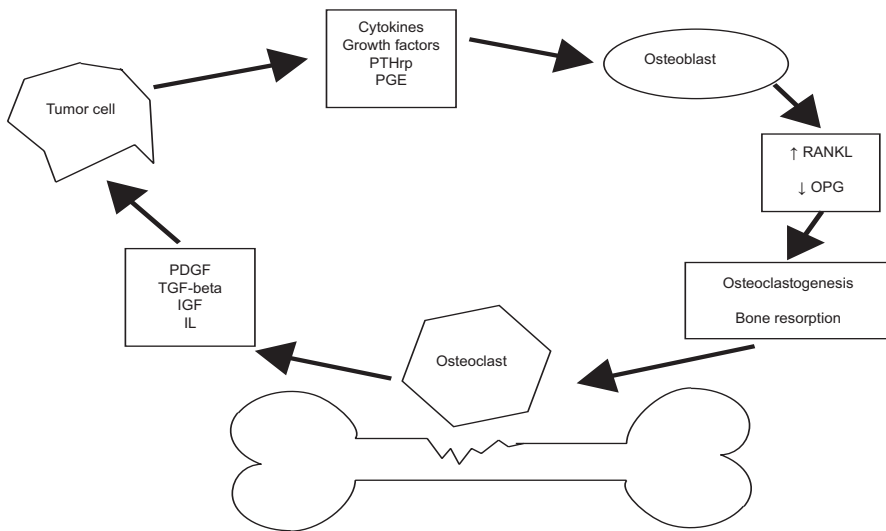 Tumor cell
Cytokines
Growth factors
PTHrp
PGE
Osteoblast
↑ RANKL
↓ OPG
Osteoclastogenesis
Bone resorption
Osteoclast
PDGF
TGF-beta
IGF
IL